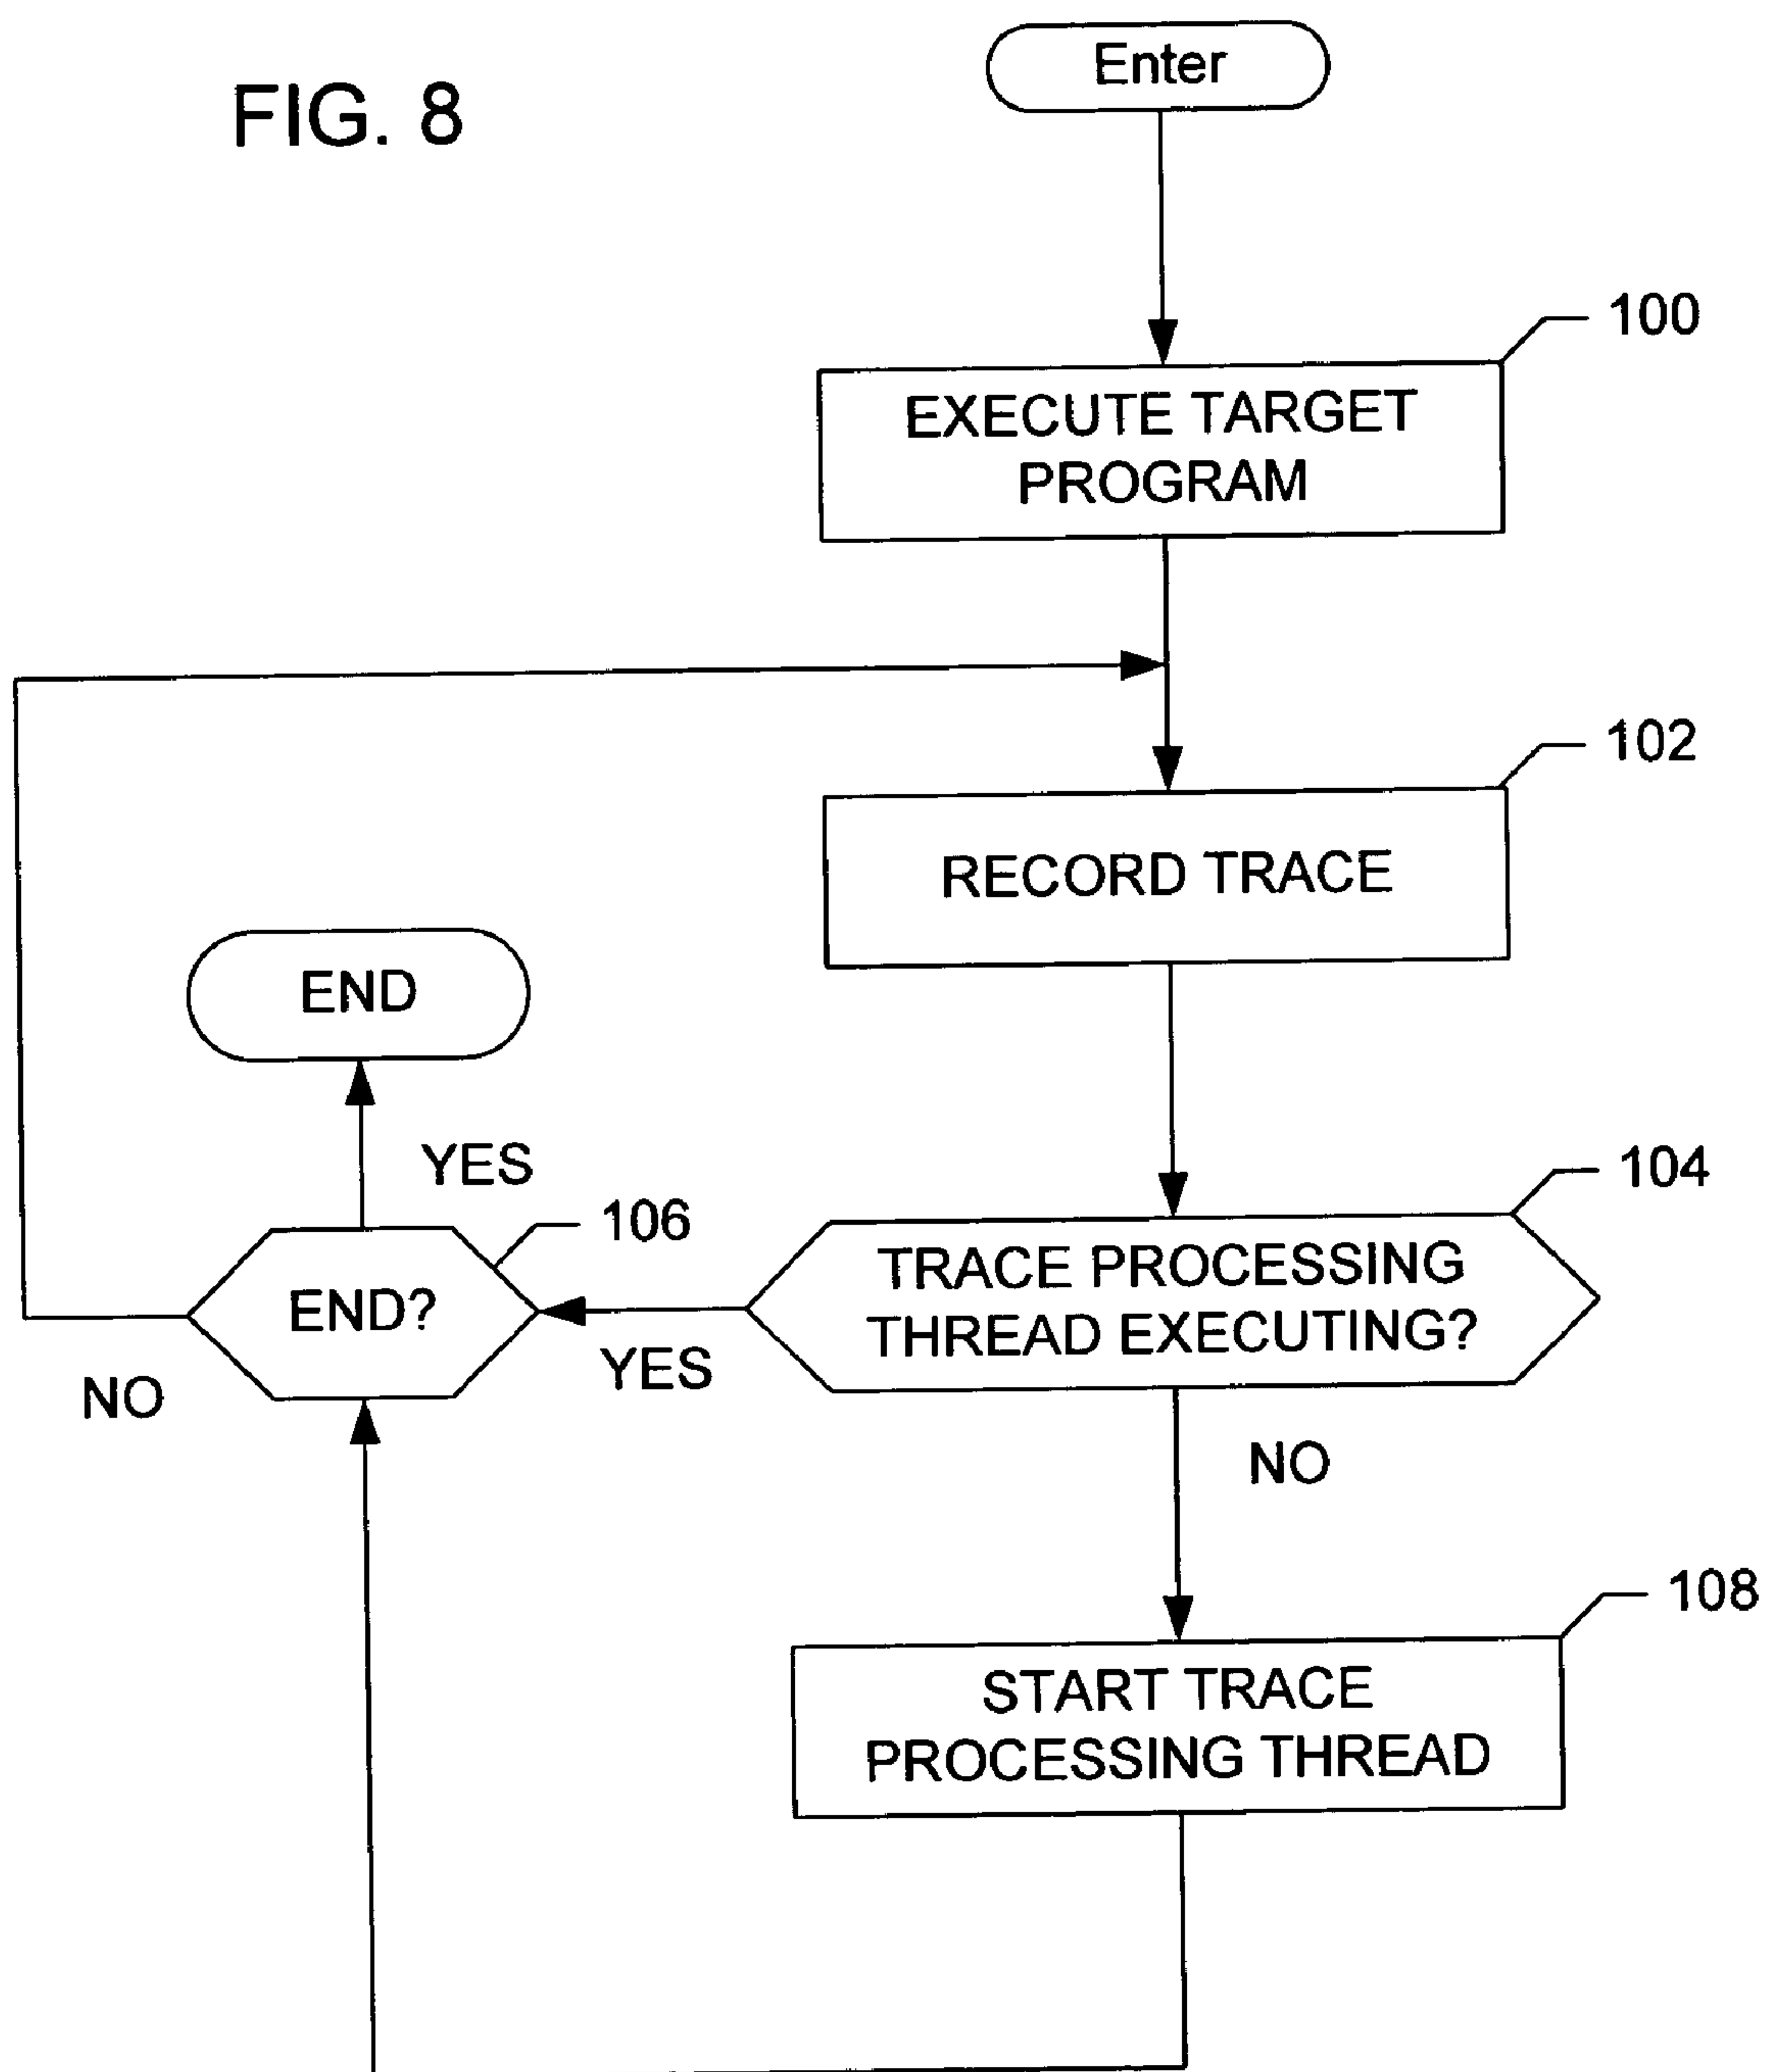 FIG. 8
Enter
100
EXECUTE TARGET
PROGRAM
102
RECORD TRACE
END
YES
104
106
TRACE PROCESSING
THREAD EXECUTING?
END?
YES
NO
NO
108
START TRACE
PROCESSING THREAD